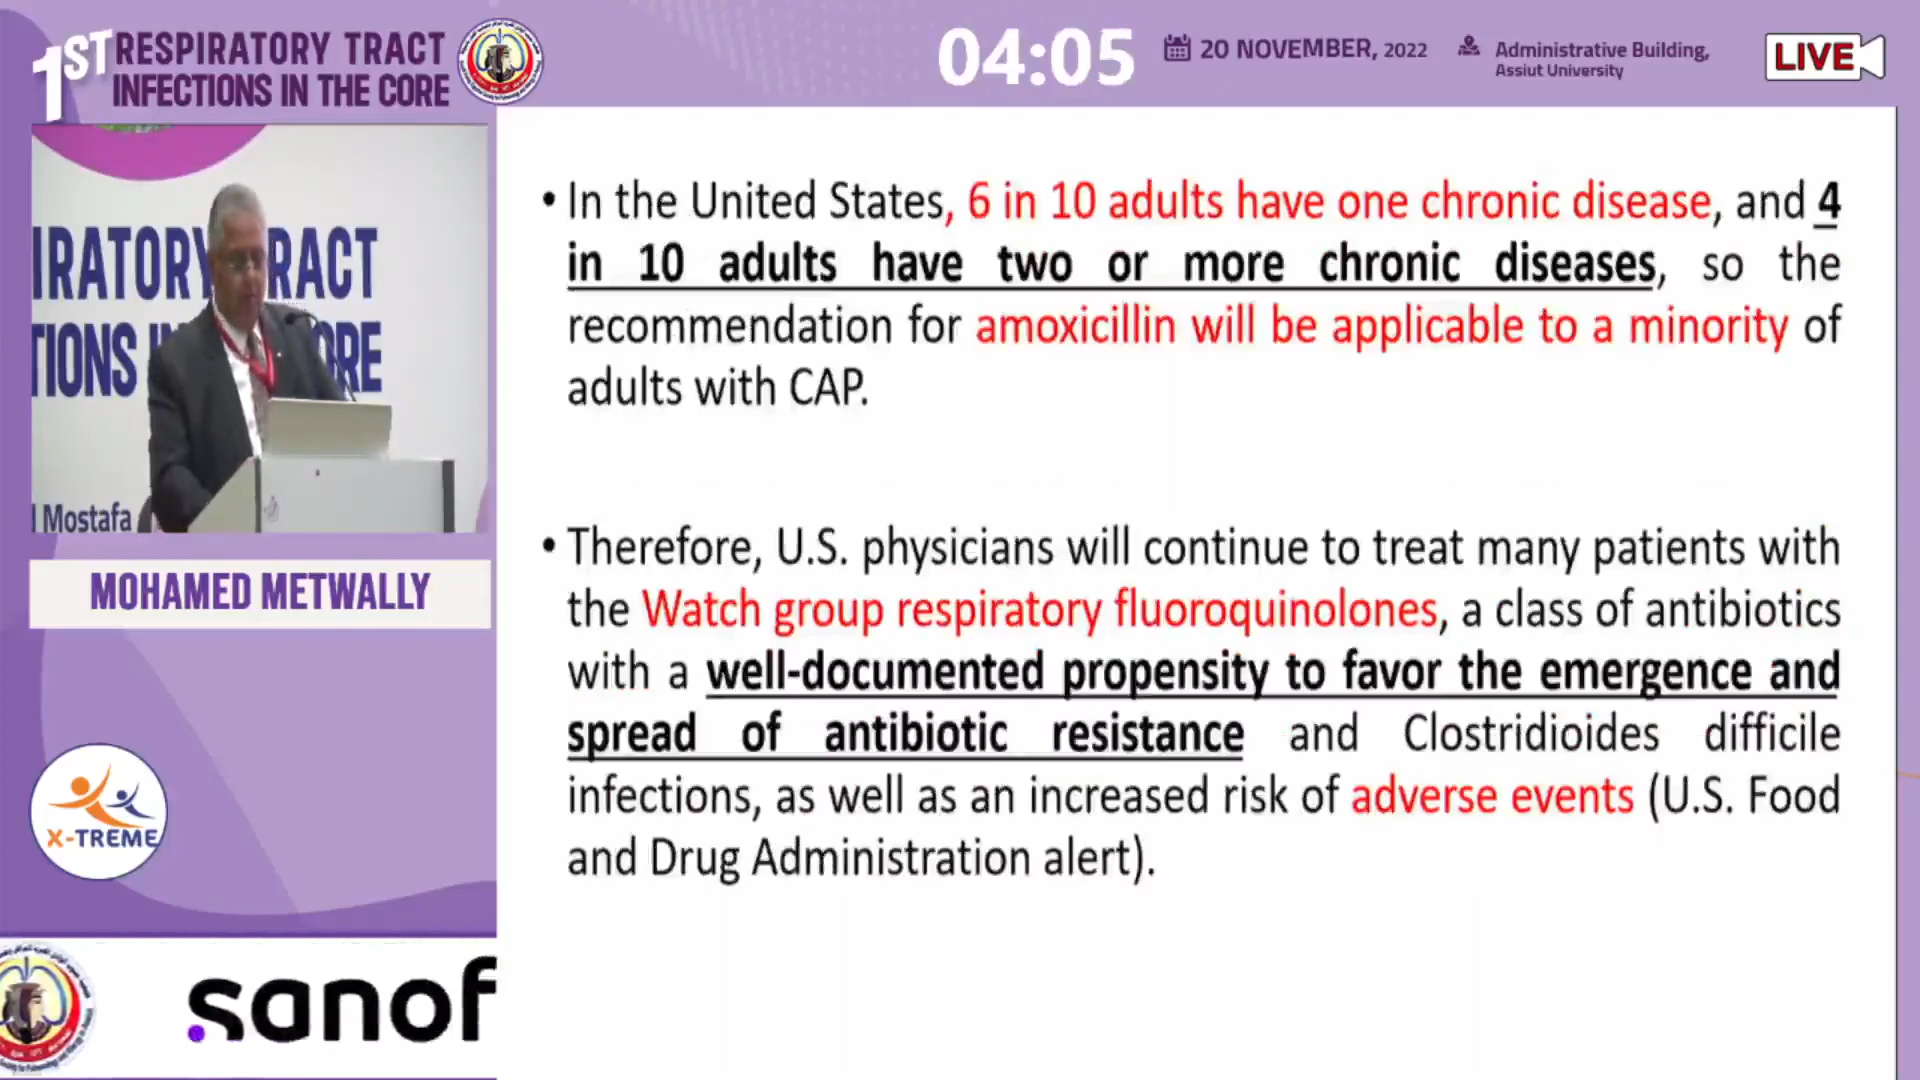 1ST RESPIRATORY TRACT
INFECTIONS IN THE CORE
04:05
20 NOVEMBER, 2022
Administrative Building,
Assiut University
LIVE
IRATORY TRACT
TIONS IN ORE
Mostafa
MOHAMED METWALLY
X-TREME
sanof
• In the United States, 6 in 10 adults have one chronic disease, and 4
in 10 adults have two or more chronic diseases, so the
recommendation for amoxicillin will be applicable to a minority of
adults with CAP.
• Therefore, U.S. physicians will continue to treat many patients with
the Watch group respiratory fluoroquinolones, a class of antibiotics
with a well-documented propensity to favor the emergence and
spread of antibiotic resistance and Clostridioides difficile
infections, as well as an increased risk of adverse events (U.S. Food
and Drug Administration alert).